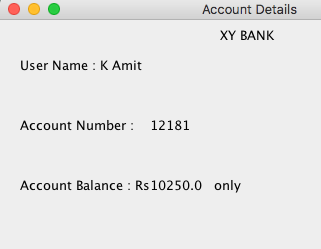 Account Details
XY BANK
User Name : K Amit
Account Number : 12181
Account Balance : Rs10250.0 only